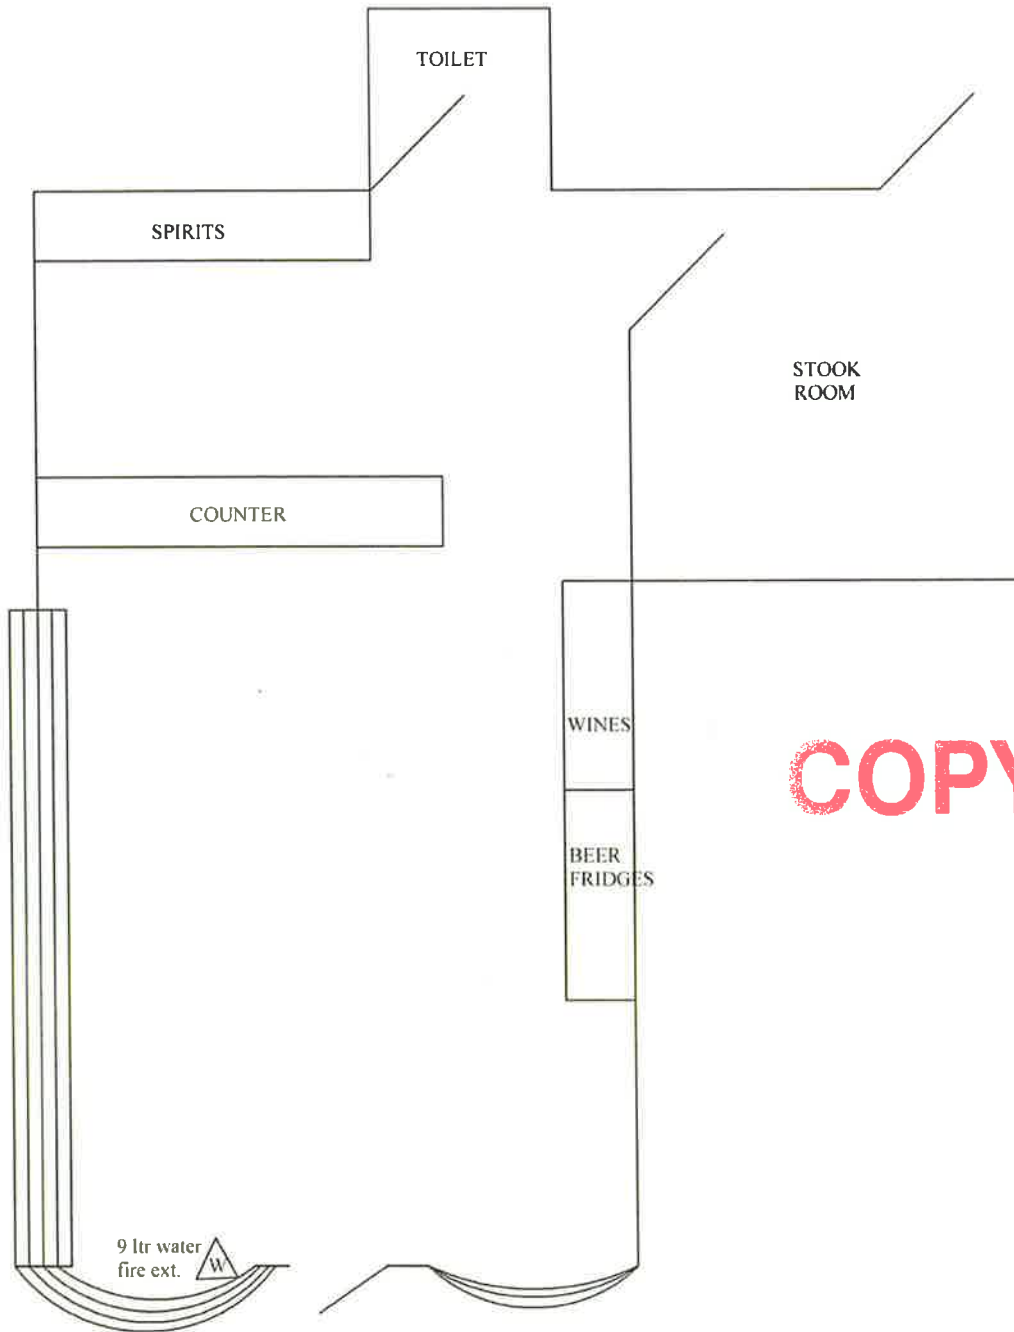 TOILET
SPIRITS
STOOK
ROOM
COUNTER
WINES
COPY
BEER
FRIDGES
9 ltr water
fire ext.
W